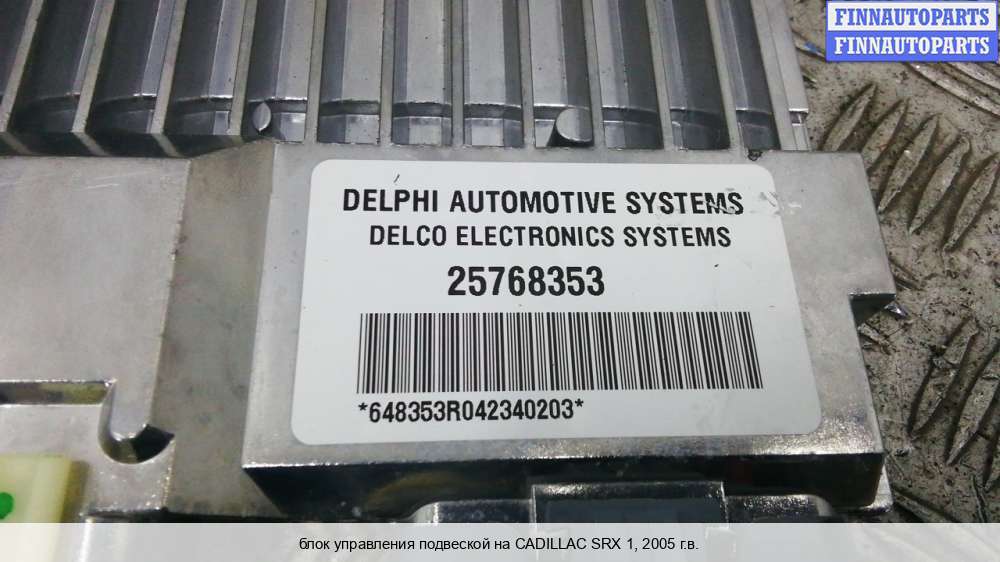 FINNAUTOPARTS
FINNAUTOPARTS
DELPHI AUTOMOTIVE SYSTEMS
DELCO ELECTRONICS SYSTEMS
25768353
*648353R042340203*
блок управления подвеской на CADILLAC SRX 1, 2005 г.в.